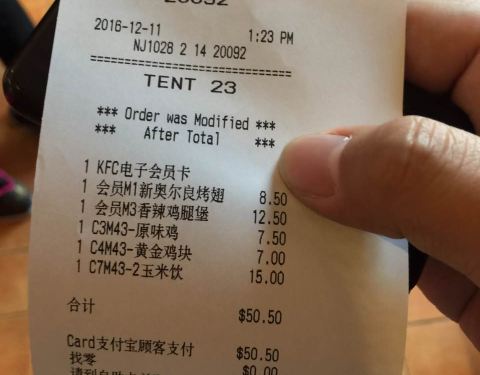 20092
2016-12-11 1:23 PM
NJ1028 2 14 20092
==============================
TENT 23
*** Order was Modified ***
*** After Total ***
1 KFC电子会员卡
1 会员M1新奥尔良烤翅 8.50
1 会员M3香辣鸡腿堡 12.50
1 C3M43-原味鸡 7.50
1 C4M43-黄金鸡块 7.00
1 C7M43-2玉米饮 15.00
合计 $50.50
Card支付宝顾客支付 $50.50
找零 $0.00